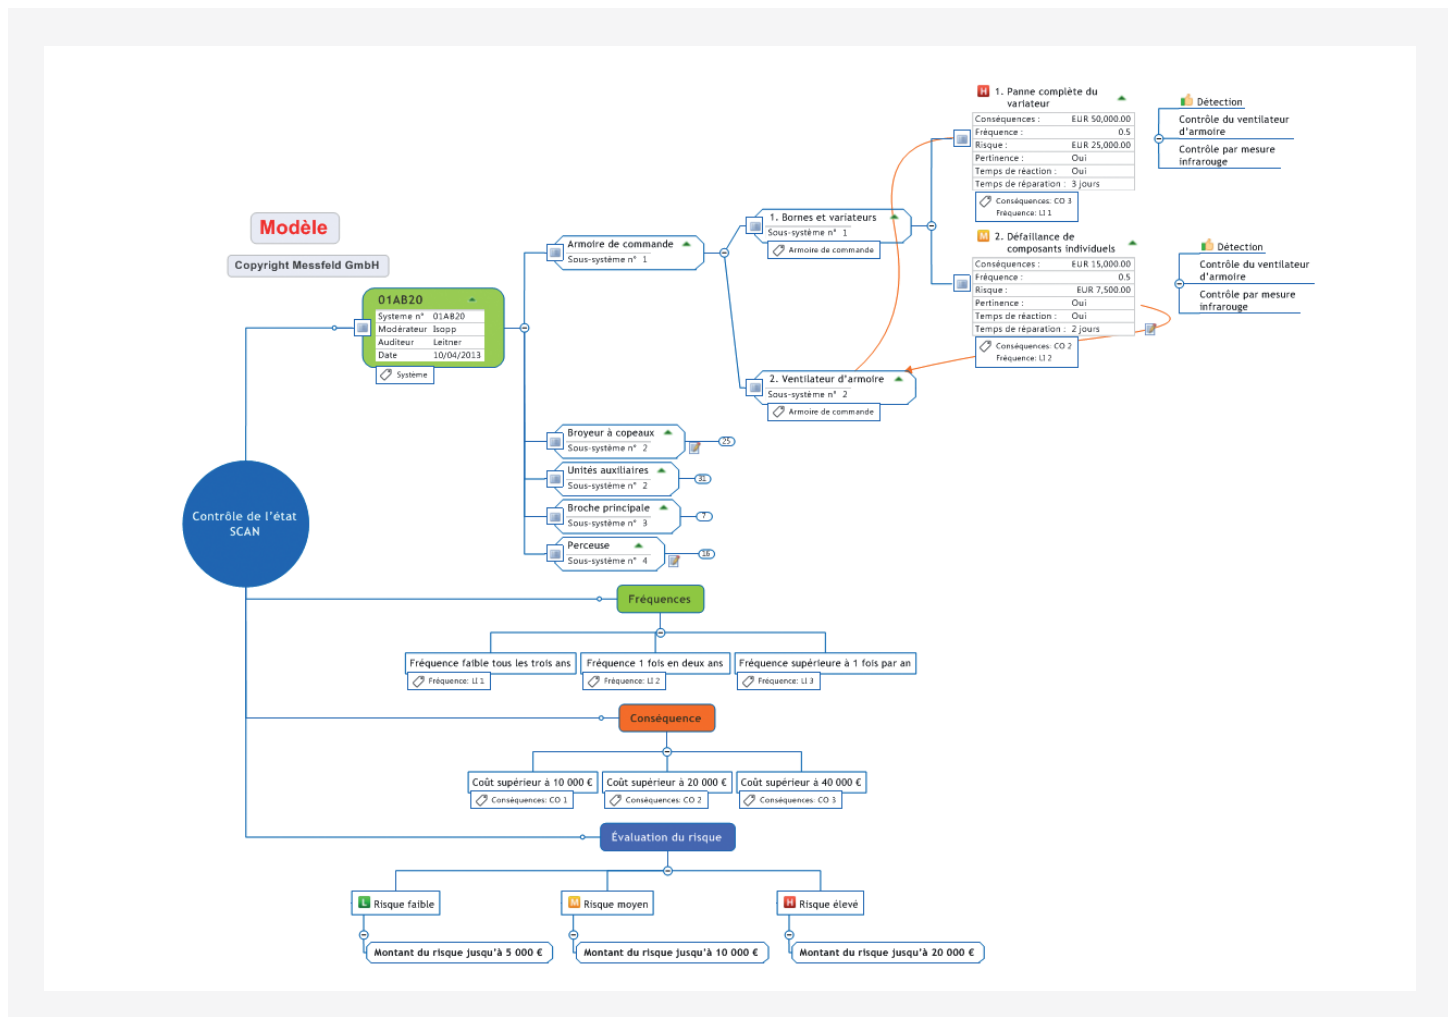 Modèle
Copyright Messfeld GmbH
Contrôle de l'état
SCAN
01AB20
Systeme n° 01AB20
Modérateur Isopp
Auditeur Leitner
Date 10/04/2013
Système
Armoire de commande
Sous-système n° 1
1. Bornes et variateurs
Sous-système n° 1
Armoire de commande
H 1. Panne complète du
variateur
Conséquences : EUR 50,000.00
Fréquence : 0.5
Risque : EUR 25,000.00
Pertinence : Oui
Temps de réaction : Oui
Temps de réparation : 3 jours
Conséquences: CO 3
Fréquence: LI 1
Détection
Contrôle du ventilateur
d'armoire
Contrôle par mesure
infrarouge
M 2. Défaillance de
composants individuels
Conséquences : EUR 15,000.00
Fréquence : 0.5
Risque : EUR 7,500.00
Pertinence : Oui
Temps de réaction : Oui
Temps de réparation : 2 jours
Conséquences: CO 2
Fréquence: LI 2
Détection
Contrôle du ventilateur
d'armoire
Contrôle par mesure
infrarouge
2. Ventilateur d'armoire
Sous-système n° 2
Armoire de commande
Broyeur à copeaux
Sous-système n° 2
25
Unités auxiliaires
Sous-système n° 2
31
Broche principale
Sous-système n° 3
7
Perceuse
Sous-système n° 4
16
Fréquences
Fréquence faible tous les trois ans
Fréquence: LI 1
Fréquence 1 fois en deux ans
Fréquence: LI 2
Fréquence supérieure à 1 fois par an
Fréquence: LI 3
Conséquence
Coût supérieur à 10 000 €
Conséquences: CO 1
Coût supérieur à 20 000 €
Conséquences: CO 2
Coût supérieur à 40 000 €
Conséquences: CO 3
Évaluation du risque
L Risque faible
Montant du risque jusqu'à 5 000 €
M Risque moyen
Montant du risque jusqu'à 10 000 €
H Risque élevé
Montant du risque jusqu'à 20 000 €